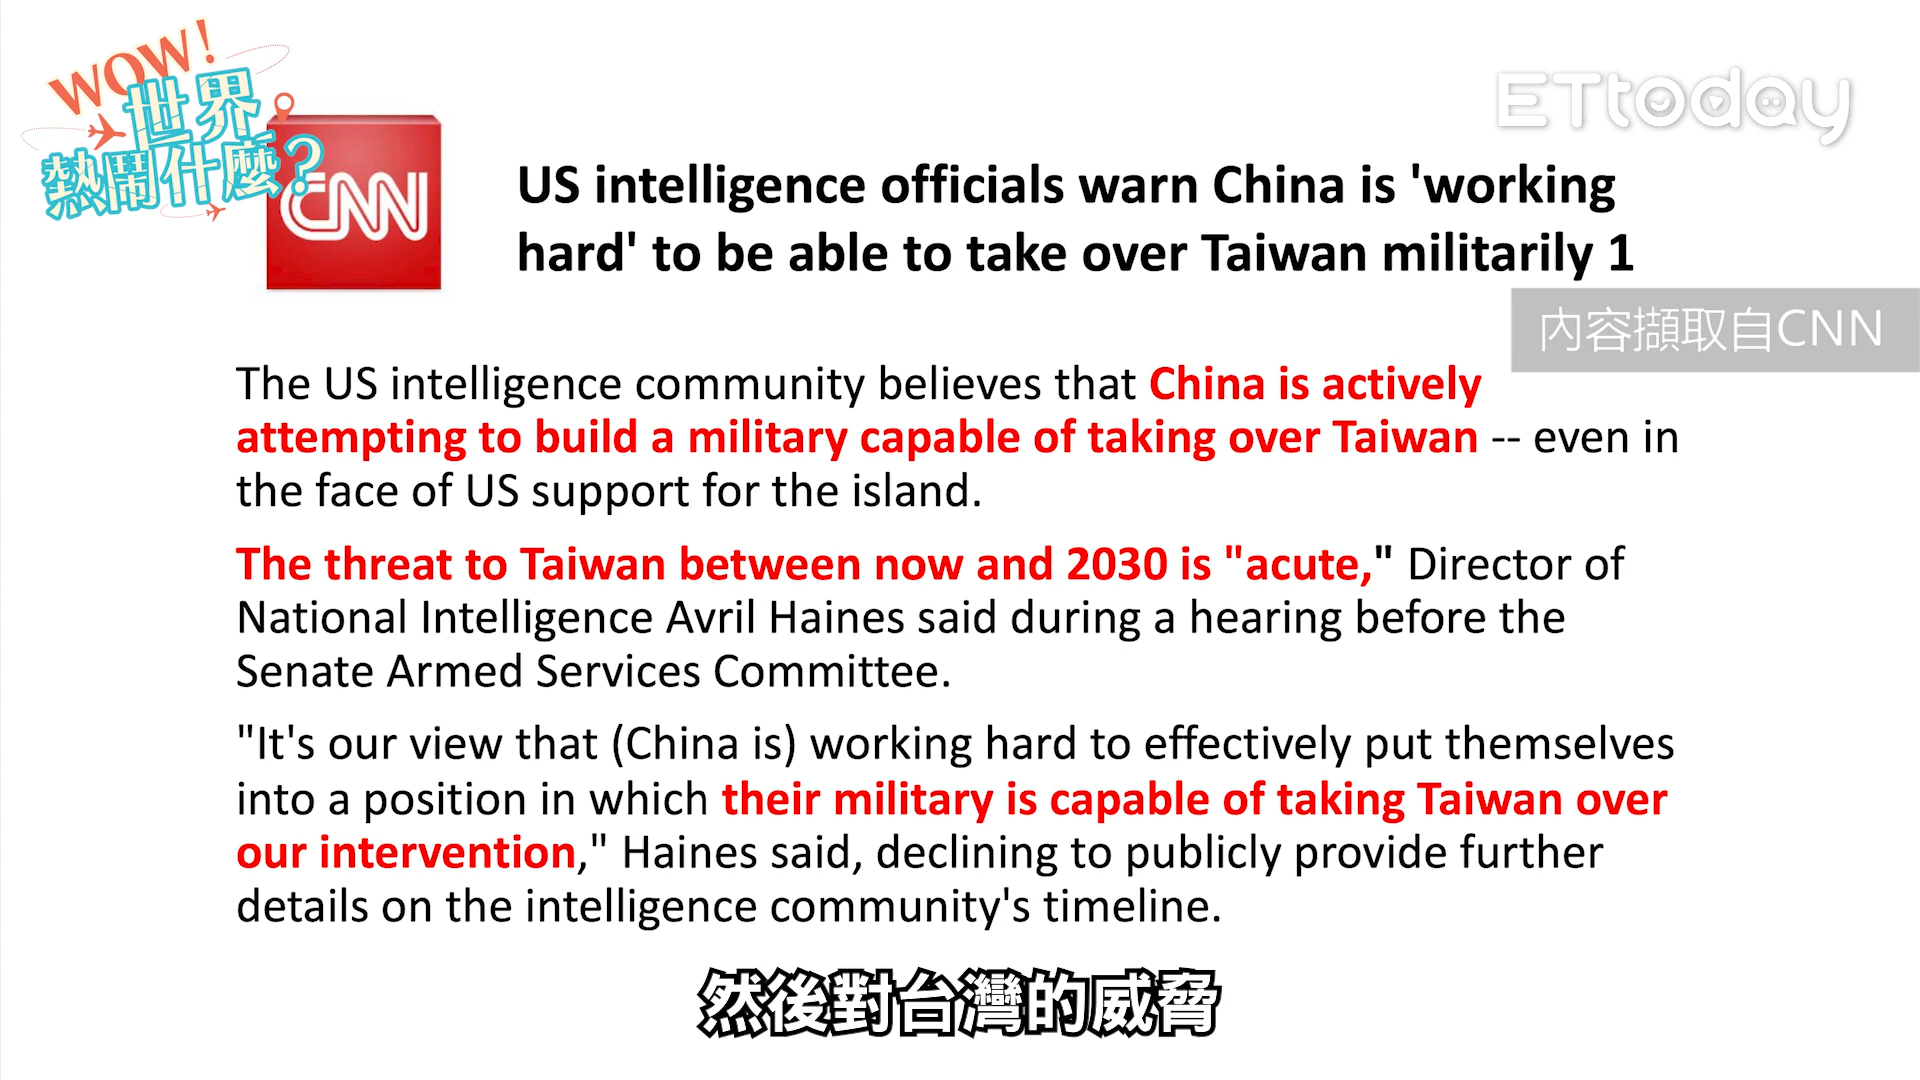 WOW!
世界
熱鬧什麼?
CNN
ETtoday
US intelligence officials warn China is 'working
hard' to be able to take over Taiwan militarily 1
內容擷取自CNN
The US intelligence community believes that China is actively
attempting to build a military capable of taking over Taiwan -- even in
the face of US support for the island.
The threat to Taiwan between now and 2030 is "acute," Director of
National Intelligence Avril Haines said during a hearing before the
Senate Armed Services Committee.
"It's our view that (China is) working hard to effectively put themselves
into a position in which their military is capable of taking Taiwan over
our intervention," Haines said, declining to publicly provide further
details on the intelligence community's timeline.
然後對台灣的威脅